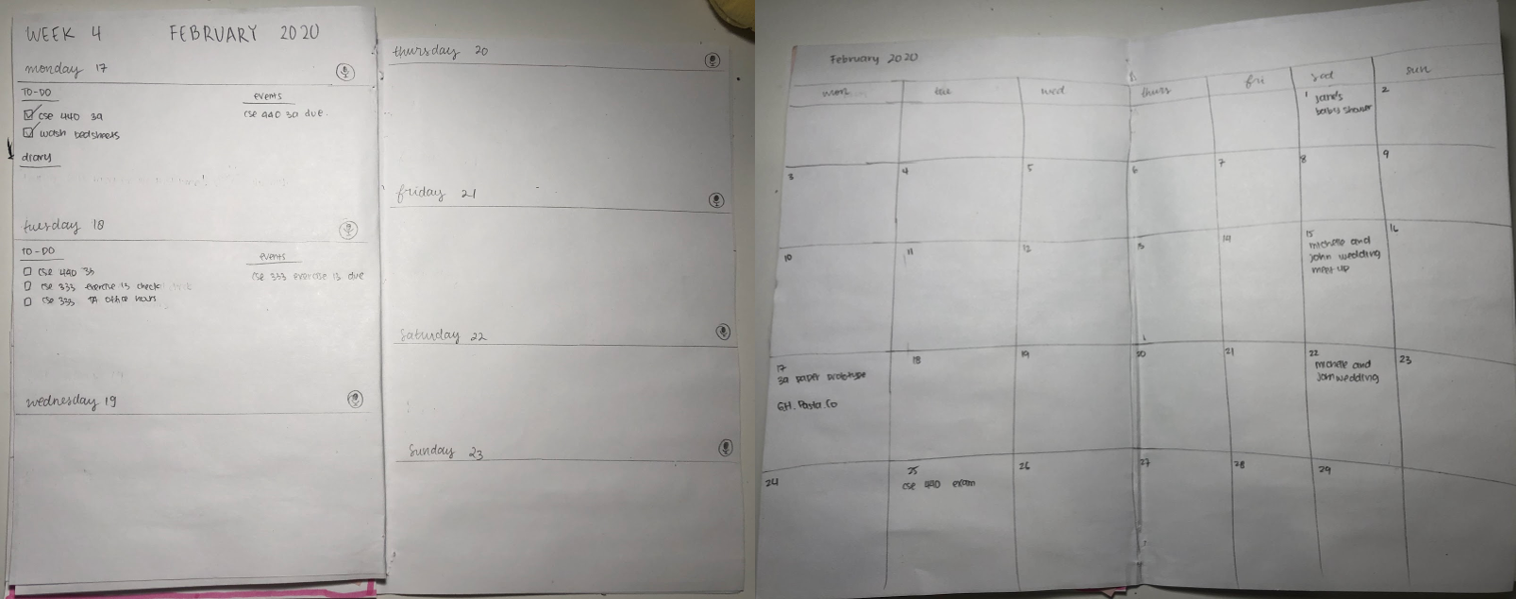 WEEK 4 FEBRUARY 2020
monday 17
TO-DO
cse 440 3a
wash bedsheets
events
cse 440 3a due.
diary
tuesday 18
TO-DO
cse 440 3b
cse 333 exercise 13 check
cse 333 TA office hours
events
cse 333 exercise 13 due
wednesday 19
thursday 20
friday 21
saturday 22
sunday 23
February 2020
mon tue wed thurs fri sat sun
1 jane's
baby shower
2
3 4 5 6 7 8 9
10 11 12 13 14 15 16
michelle and
john wedding
meet up
17 18 19 20 21 22 23
3a paper prototype
GH. Pasta.Co
michelle and
john wedding
24 25 26 27 28 29
cse 440 exam